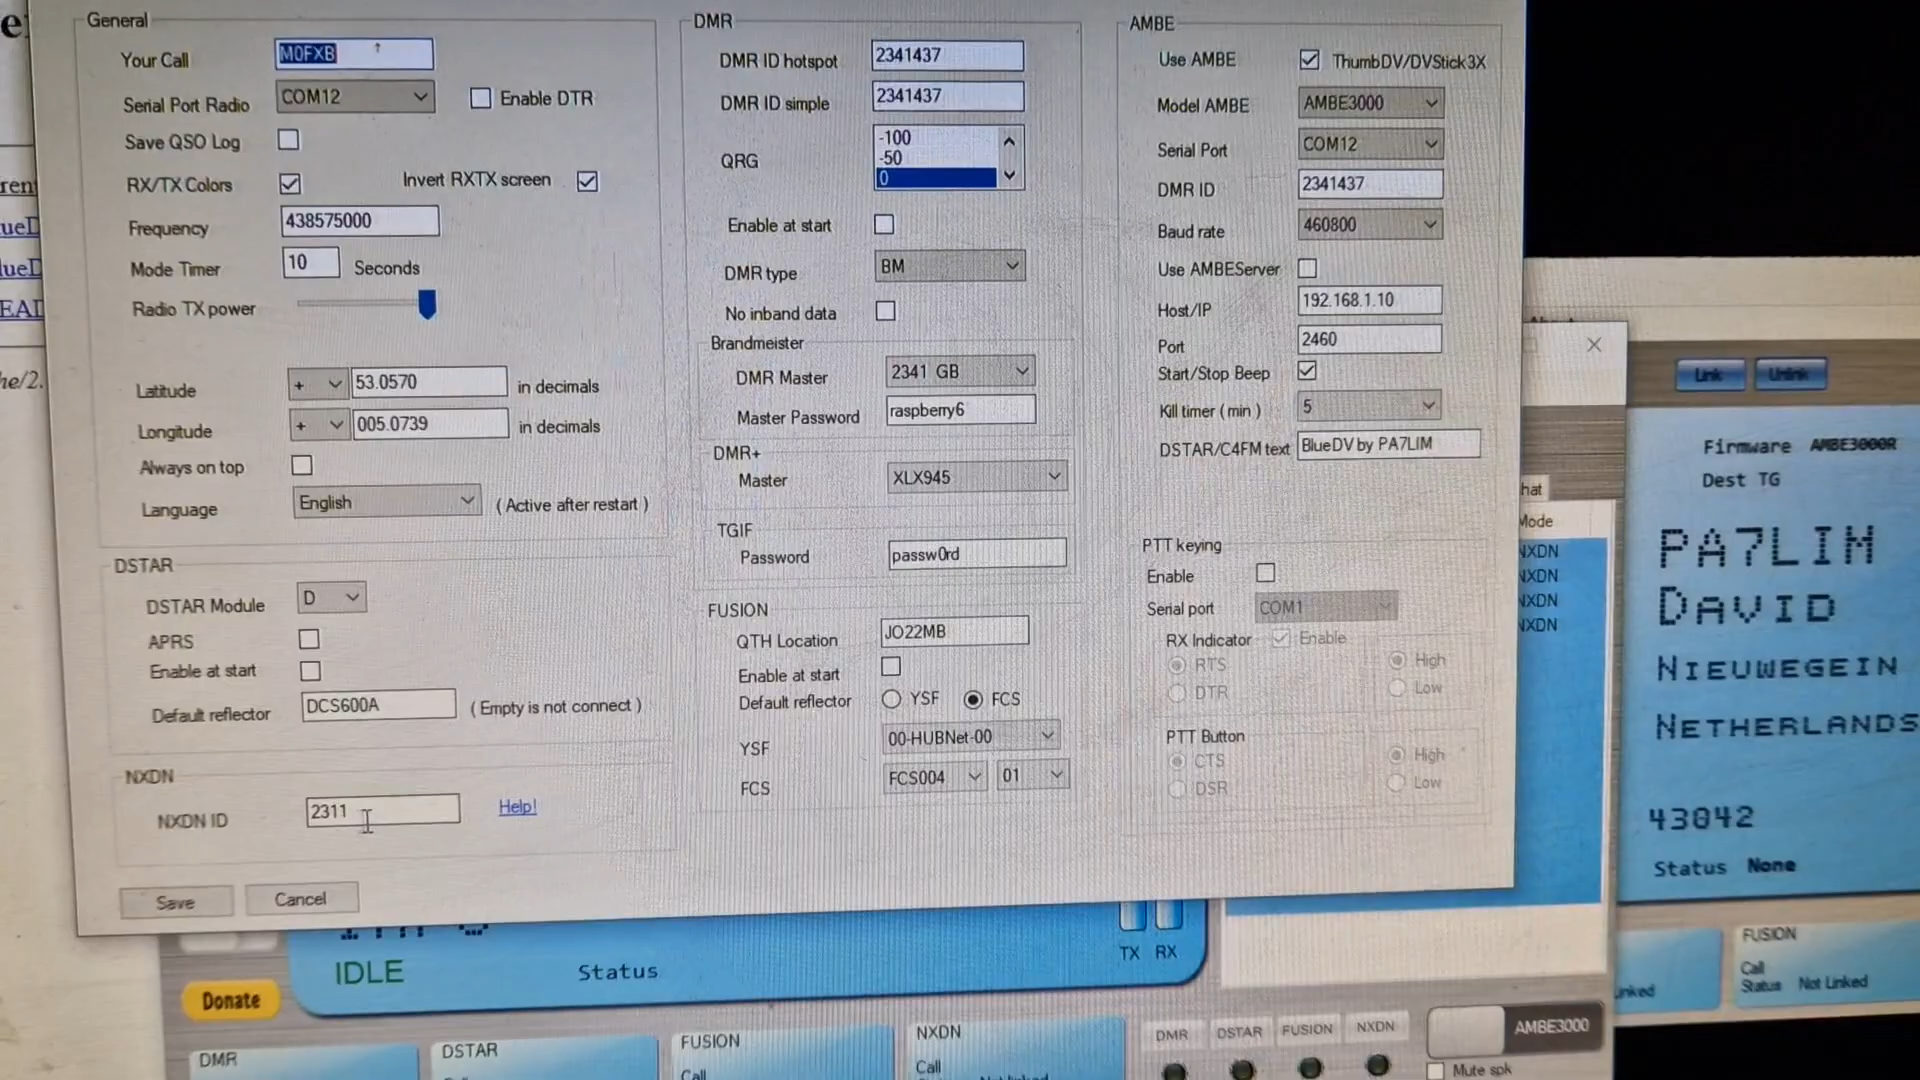 General
Your Call M0FXB
Serial Port Radio COM12 Enable DTR
Save QSO Log
RX/TX Colors Invert RXTX screen
Frequency 438575000
Mode Timer 10 Seconds
Radio TX power
Latitude + 53.0570 in decimals
Longitude + 005.0739 in decimals
Always on top
Language English ( Active after restart )
DSTAR
DSTAR Module D
APRS
Enable at start
Default reflector DCS600A ( Empty is not connect )
NXDN
NXDN ID 2311 Help!
Save Cancel
DMR
DMR ID hotspot 2341437
DMR ID simple 2341437
-100
-50
QRG 0
Enable at start
DMR type BM
No inband data
Brandmeister
DMR Master 2341 GB
Master Password raspberry6
DMR+
Master XLX945
TGIF
Password passw0rd
FUSION
QTH Location JO22MB
Enable at start
Default reflector YSF FCS
YSF 00-HUBNet-00
FCS FCS004 01
AMBE
Use AMBE ThumbDV/DVStick3X
Model AMBE AMBE3000
Serial Port COM12
DMR ID 2341437
Baud rate 460800
Use AMBEServer
Host/IP 192.168.1.10
Port 2460
Start/Stop Beep
Kill timer ( min ) 5
DSTAR/C4FM text BlueDV by PA7LIM
PTT keying
Enable
Serial port COM1
RX Indicator Enable
RTS High
DTR Low
PTT Button
CTS High
DSR Low
hat
Mode
NXDN
NXDN
NXDN
NXDN
Link Unlink
Firmware AMBE3000R
Dest TG
PA7LIM
DAVID
NIEUWEGEIN
NETHERLANDS
43042
Status None
IDLE Status TX RX
Donate
DMR DSTAR FUSION NXDN
Call Call
DMR DSTAR FUSION NXDN AMBE3000
Mute spk
FUSION
Call
Status Not Linked